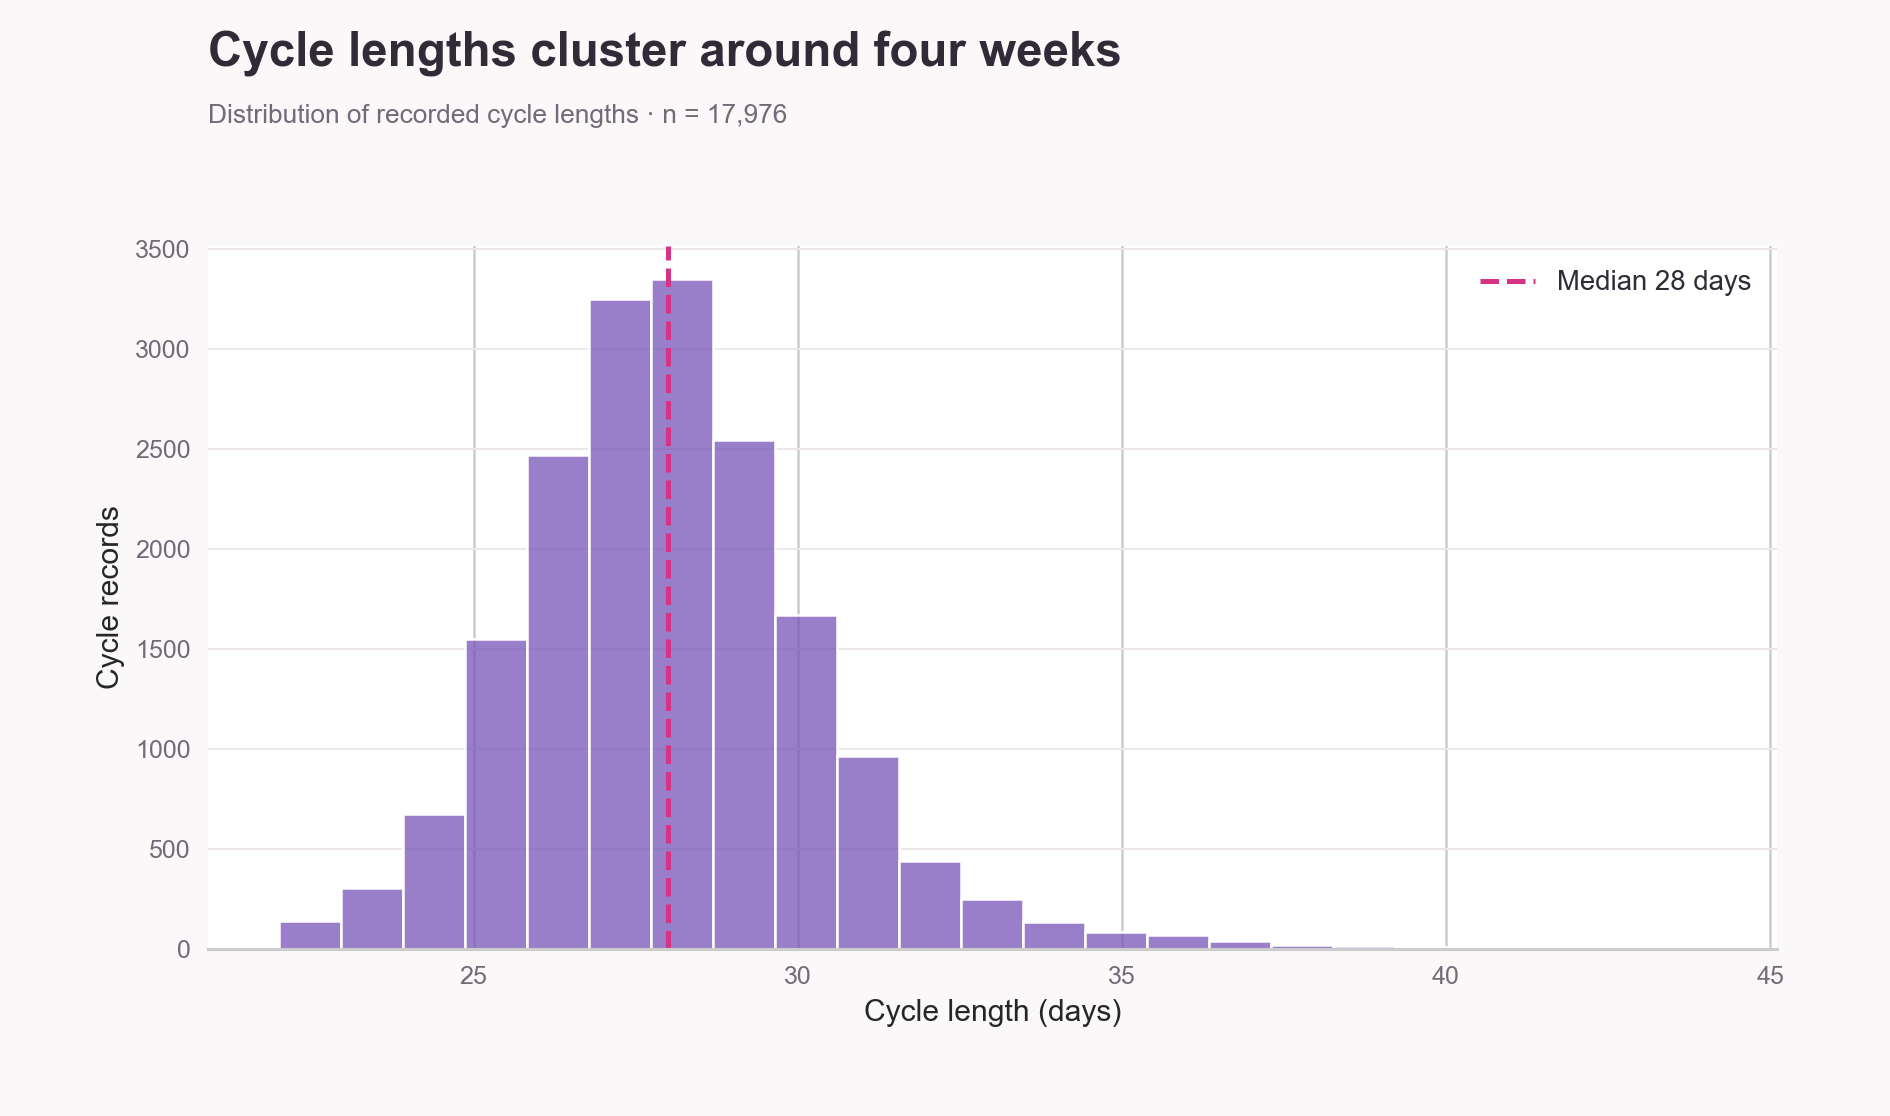 Cycle lengths cluster around four weeks
Distribution of recorded cycle lengths · n = 17,976
Median 28 days
Cycle records
3500
3000
2500
2000
1500
1000
500
0
25 30 35 40 45
Cycle length (days)